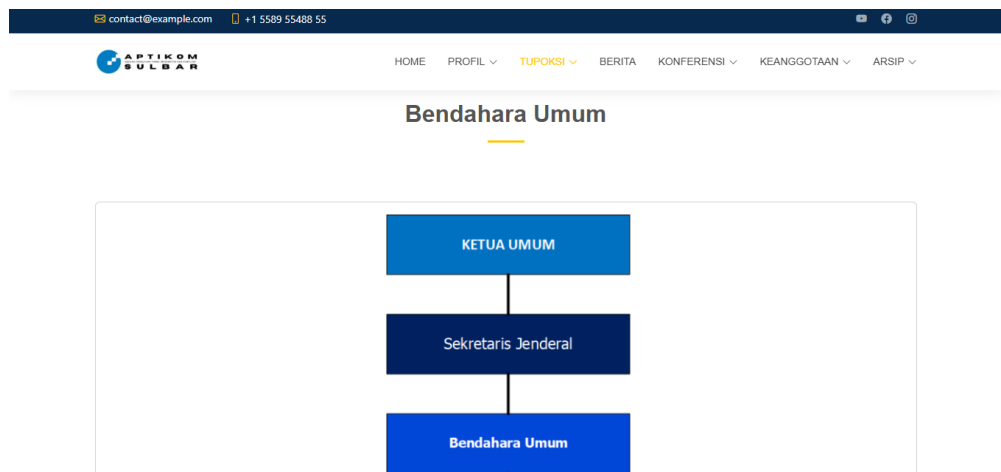 contact@example.com +1 5589 55488 55
APTIKOM
SULBAR
HOME PROFIL TUPOKSI BERITA KONFERENSI KEANGGOTAAN ARSIP
Bendahara Umum
KETUA UMUM
Sekretaris Jenderal
Bendahara Umum